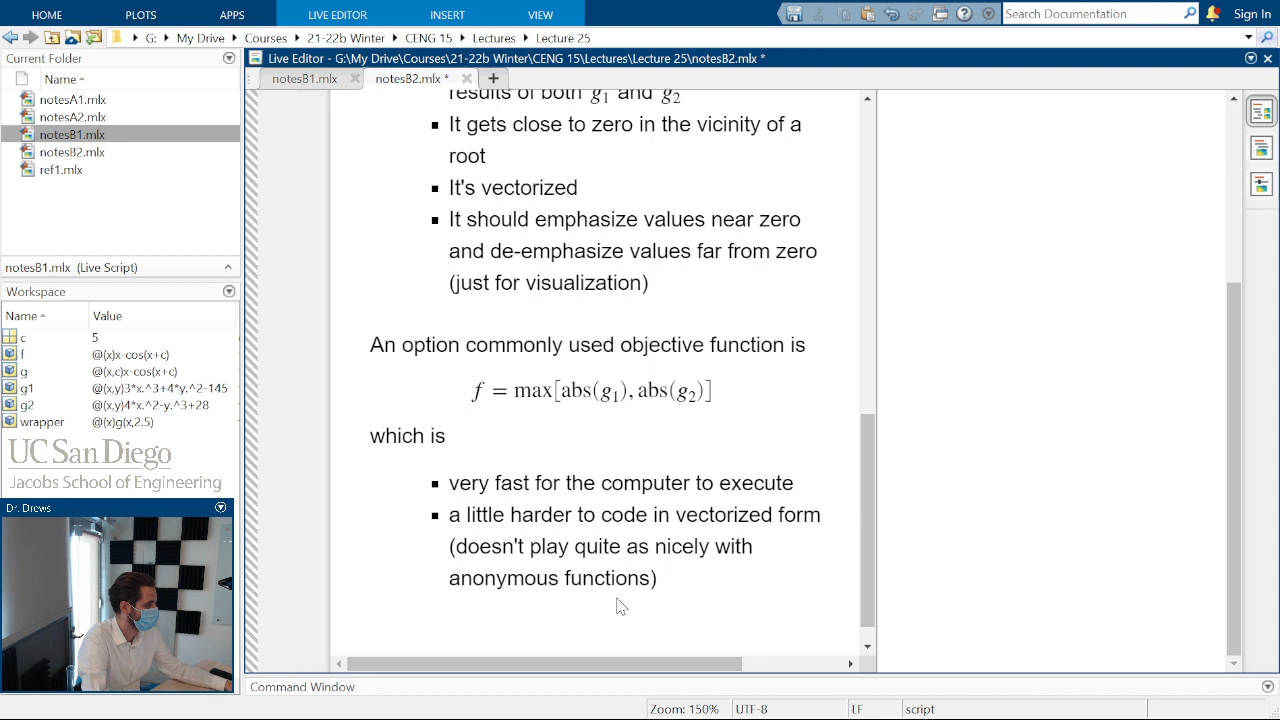 HOME PLOTS APPS LIVE EDITOR INSERT VIEW Search Documentation Sign In
G: My Drive Courses 21-22b Winter CENG 15 Lectures Lecture 25
Current Folder
Name
notesA1.mlx
notesA2.mlx
notesB1.mlx
notesB2.mlx
ref1.mlx
notesB1.mlx (Live Script)
Workspace
Name Value
c 5
f @(x)x-cos(x+c)
g @(x,c)x-cos(x+c)
g1 @(x,y)3*x.^3+4*y.^2-145
g2 @(x,y)4*x.^2-y.^3+28
wrapper @(x)g(x,2.5)
UC San Diego
Jacobs School of Engineering
Dr. Drews
Live Editor - G:\My Drive\Courses\21-22b Winter\CENG 15\Lectures\Lecture 25\notesB2.mlx *
notesB1.mlx notesB2.mlx *
results of both g₁ and g₂
It gets close to zero in the vicinity of a
root
It's vectorized
It should emphasize values near zero
and de-emphasize values far from zero
(just for visualization)
An option commonly used objective function is
f = max[abs(g₁), abs(g₂)]
which is
very fast for the computer to execute
a little harder to code in vectorized form
(doesn't play quite as nicely with
anonymous functions)
Command Window
Zoom: 150% UTF-8 LF script